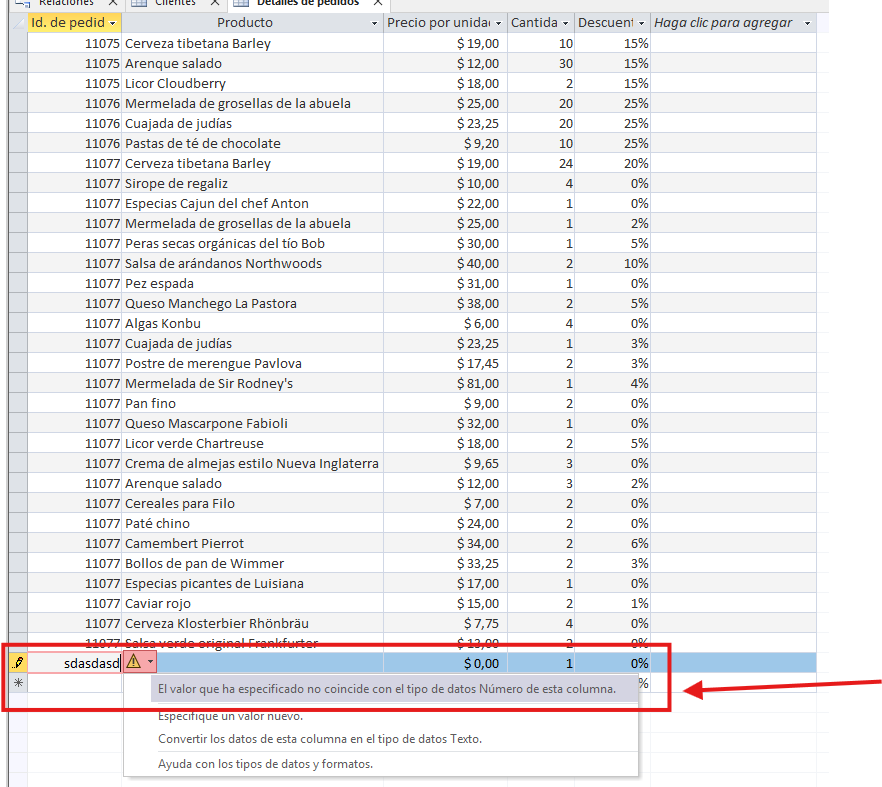 Relaciones Clientes Detalles de pedidos
Id. de pedid Producto Precio por unidad Cantida Descuent Haga clic para agregar
11075 Cerveza tibetana Barley $ 19,00 10 15%
11075 Arenque salado $ 12,00 30 15%
11075 Licor Cloudberry $ 18,00 2 15%
11076 Mermelada de grosellas de la abuela $ 25,00 20 25%
11076 Cuajada de judías $ 23,25 20 25%
11076 Pastas de té de chocolate $ 9,20 10 25%
11077 Cerveza tibetana Barley $ 19,00 24 20%
11077 Sirope de regaliz $ 10,00 4 0%
11077 Especias Cajun del chef Anton $ 22,00 1 0%
11077 Mermelada de grosellas de la abuela $ 25,00 1 2%
11077 Peras secas orgánicas del tío Bob $ 30,00 1 5%
11077 Salsa de arándanos Northwoods $ 40,00 2 10%
11077 Pez espada $ 31,00 1 0%
11077 Queso Manchego La Pastora $ 38,00 2 5%
11077 Algas Konbu $ 6,00 4 0%
11077 Cuajada de judías $ 23,25 1 3%
11077 Postre de merengue Pavlova $ 17,45 2 3%
11077 Mermelada de Sir Rodney's $ 81,00 1 4%
11077 Pan fino $ 9,00 2 0%
11077 Queso Mascarpone Fabioli $ 32,00 1 0%
11077 Licor verde Chartreuse $ 18,00 2 5%
11077 Crema de almejas estilo Nueva Inglaterra $ 9,65 3 0%
11077 Arenque salado $ 12,00 3 2%
11077 Cereales para Filo $ 7,00 2 0%
11077 Paté chino $ 24,00 2 0%
11077 Camembert Pierrot $ 34,00 2 6%
11077 Bollos de pan de Wimmer $ 33,25 2 3%
11077 Especias picantes de Luisiana $ 17,00 1 0%
11077 Caviar rojo $ 15,00 2 1%
11077 Cerveza Klosterbier Rhönbräu $ 7,75 4 0%
11077 Salsa verde original Frankfurter $ 13,00 2 0%
sdasdasd $ 0,00 1 0%
El valor que ha especificado no coincide con el tipo de datos Número de esta columna. %
Especifique un valor nuevo.
Convertir los datos de esta columna en el tipo de datos Texto.
Ayuda con los tipos de datos y formatos.